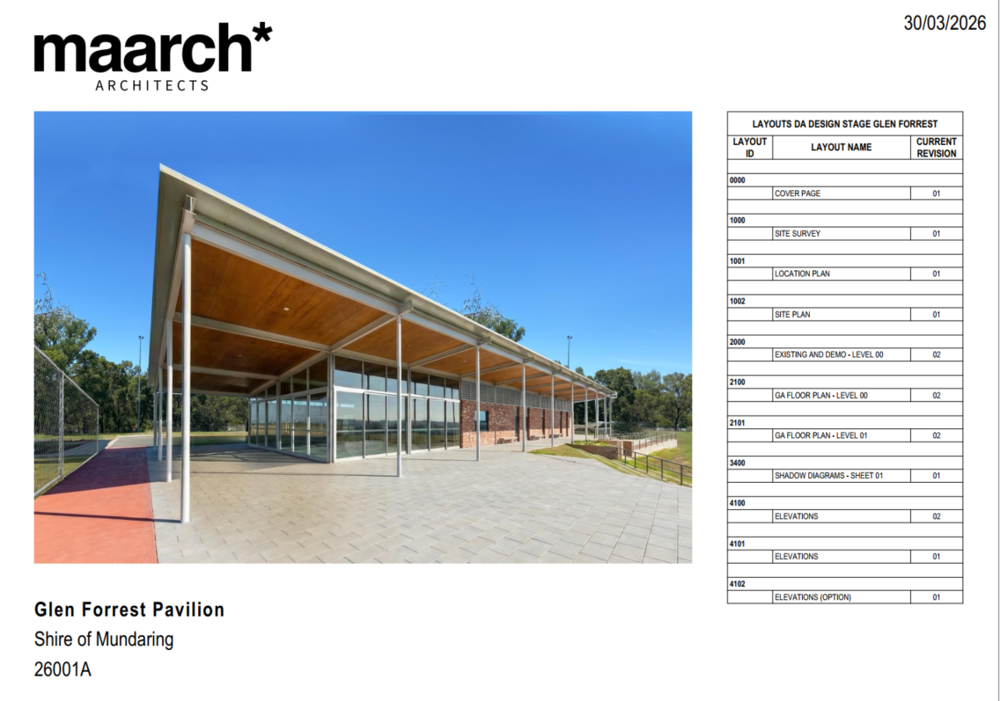 maarch*
ARCHITECTS
30/03/2026
LAYOUTS DA DESIGN STAGE GLEN FORREST
LAYOUT ID LAYOUT NAME CURRENT REVISION
0000
COVER PAGE 01
1000
SITE SURVEY 01
1001
LOCATION PLAN 01
1002
SITE PLAN 01
2000
EXISTING AND DEMO - LEVEL 00 02
2100
GA FLOOR PLAN - LEVEL 00 02
2101
GA FLOOR PLAN - LEVEL 01 02
3400
SHADOW DIAGRAMS - SHEET 01 01
4100
ELEVATIONS 02
4101
ELEVATIONS 01
4102
ELEVATIONS (OPTION) 01
Glen Forrest Pavilion
Shire of Mundaring
26001A